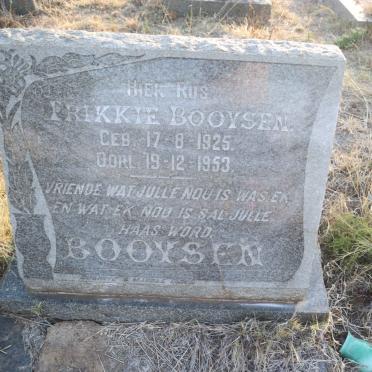 HIER RUS
FRIKKIE BOOYSEN.
GEB. 17-8-1925.
OORL. 19-12-1953.
VRIENDE WAT JULLE NOU IS WAS EK
EN WAT EK NOU IS SAL JULLE
HAAS WORD.
BOOYSEN